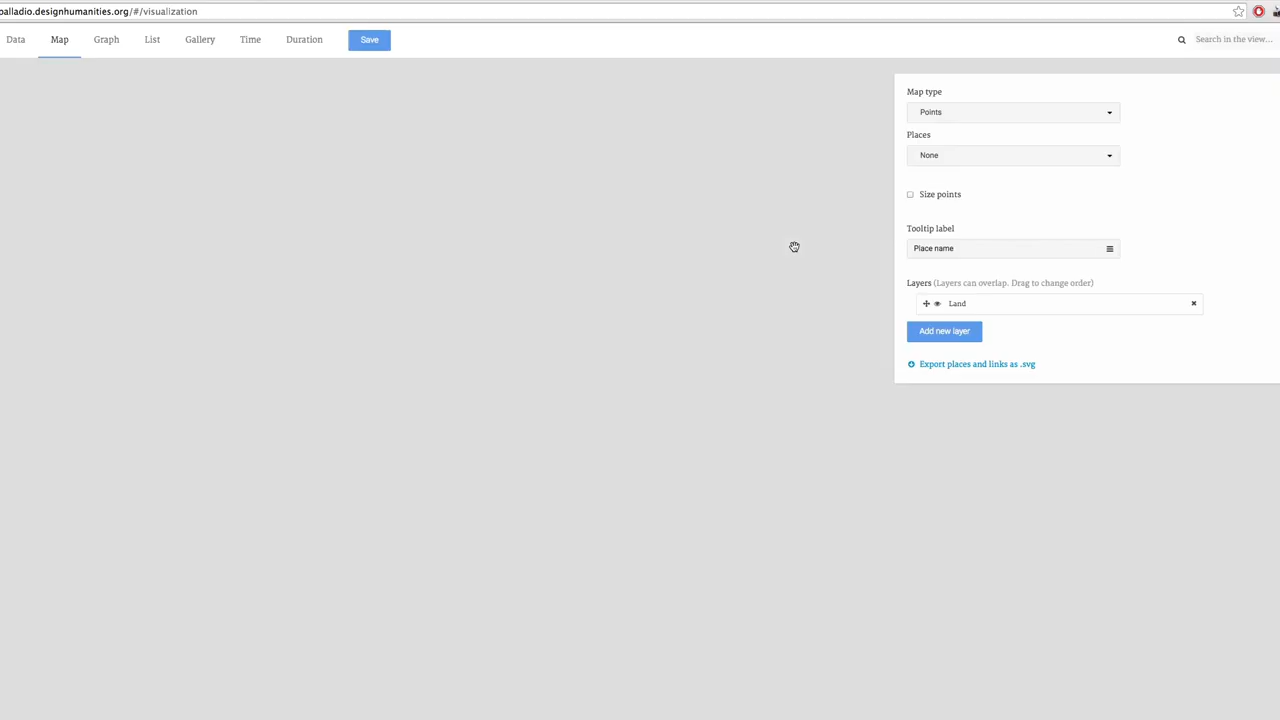 palladio.designhumanities.org/#/visualization
Data Map Graph List Gallery Time Duration Save Search in the view...
Map type
Points
Places
None
Size points
Tooltip label
Place name
Layers (Layers can overlap. Drag to change order)
Land
Add new layer
Export places and links as .svg